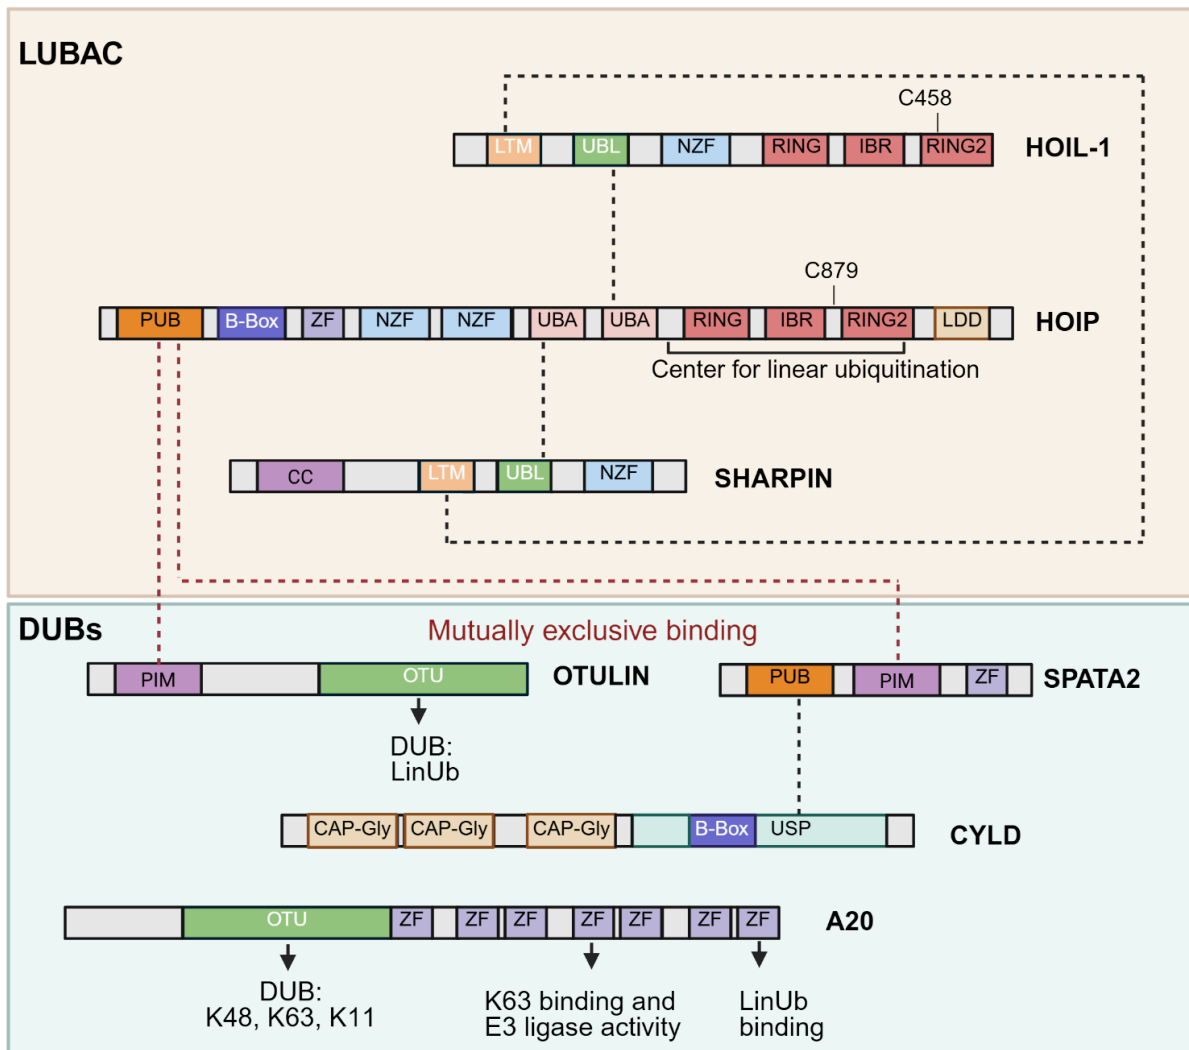 LUBAC
C458
LTM UBL NZF RING IBR RING2 HOIL-1
C879
PUB B-Box ZF NZF NZF UBA UBA RING IBR RING2 LDD HOIP
Center for linear ubiquitination
CC LTM UBL NZF SHARPIN
DUBs
Mutually exclusive binding
PIM OTU OTULIN
PUB PIM ZF SPATA2
DUB:
LinUb
CAP-Gly CAP-Gly CAP-Gly B-Box USP CYLD
OTU ZF ZF ZF ZF ZF ZF ZF A20
DUB:
K48, K63, K11
K63 binding and
E3 ligase activity
LinUb
binding